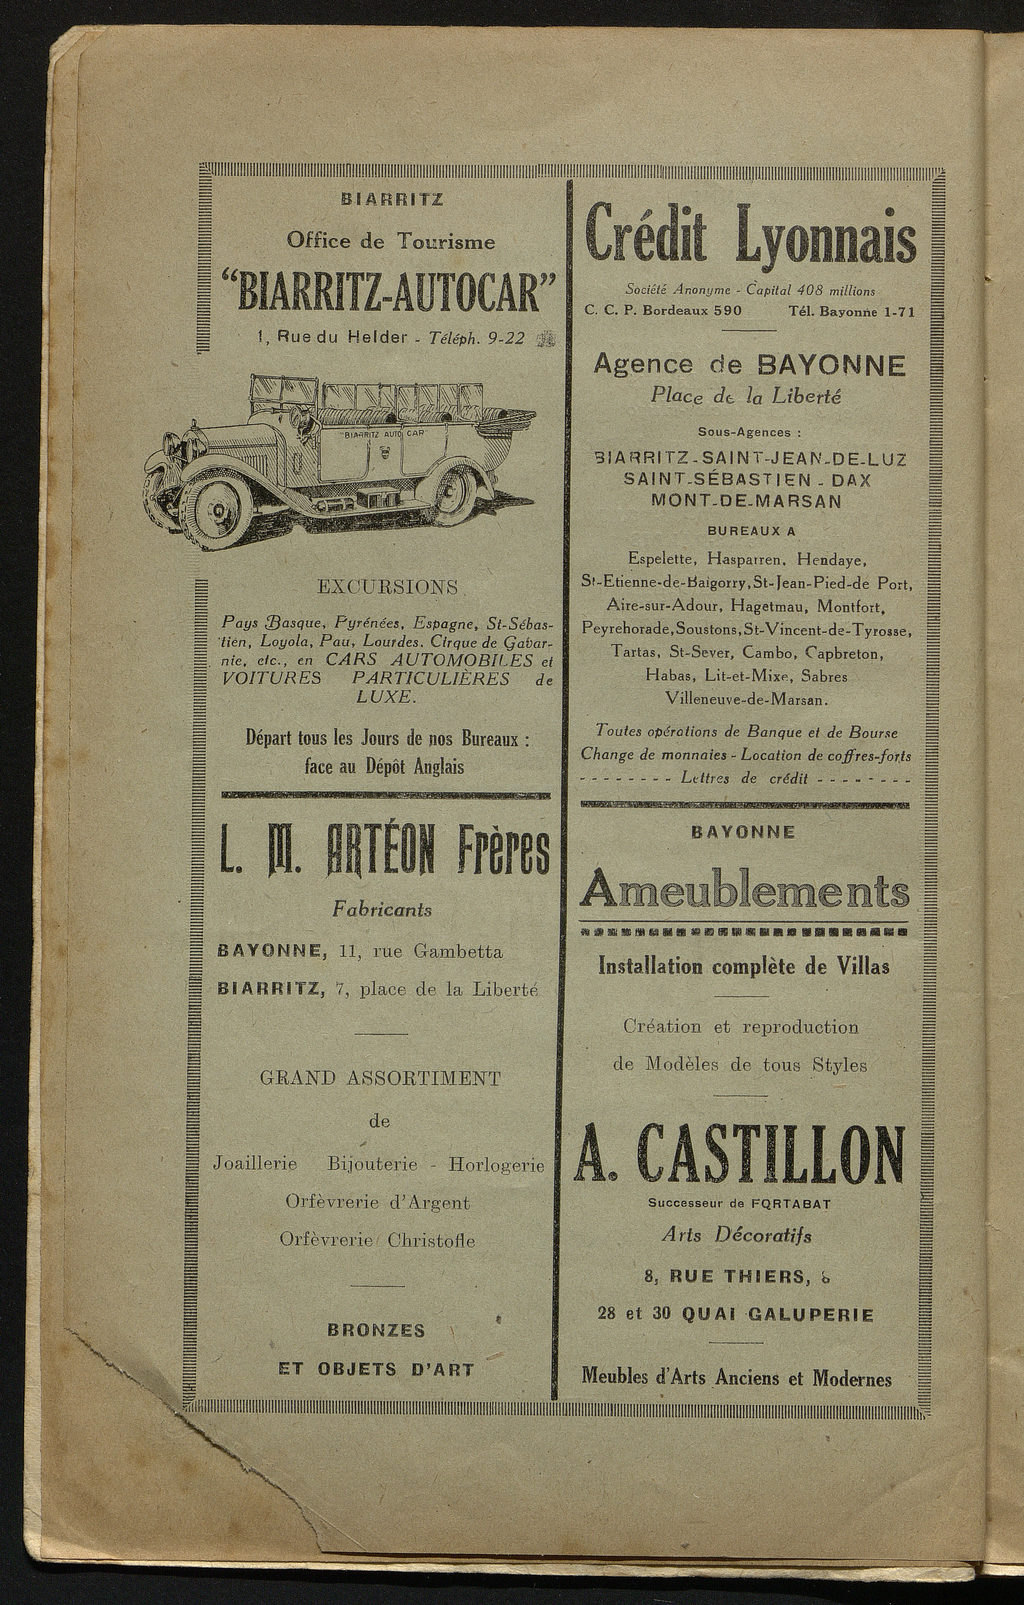 BIARRITZ
Office de Tourisme
"BIARRITZ-AUTOCAR"
1, Rue du Helder - Téléph. 9-22
"BIARRITZ AUTO CAR"
EXCURSIONS
Pays Basque, Pyrénées, Espagne, St-Sébas-
tien, Loyola, Pau, Lourdes, Cirque de Gavar-
nie, etc., en CARS AUTOMOBILES et
VOITURES PARTICULIÈRES de
LUXE.
Départ tous les Jours de nos Bureaux :
face au Dépôt Anglais
L. M. ARTÉON Frères
Fabricants
BAYONNE, 11, rue Gambetta
BIARRITZ, 7, place de la Liberté
GRAND ASSORTIMENT
de
Joaillerie Bijouterie - Horlogerie
Orfèvrerie d'Argent
Orfèvrerie Christofle
BRONZES
ET OBJETS D'ART
Crédit Lyonnais
Société Anonyme - Capital 408 millions
C. C. P. Bordeaux 590 Tél. Bayonne 1-71
Agence de BAYONNE
Place de la Liberté
Sous-Agences :
BIARRITZ - SAINT-JEAN-DE-LUZ
SAINT-SÉBASTIEN - DAX
MONT-DE-MARSAN
BUREAUX A
Espelette, Hasparren, Hendaye,
St-Etienne-de-Baïgorry, St-Jean-Pied-de Port,
Aire-sur-Adour, Hagetmau, Montfort,
Peyrehorade, Soustons, St-Vincent-de-Tyrosse,
Tartas, St-Sever, Cambo, Capbreton,
Habas, Lit-et-Mixe, Sabres
Villeneuve-de-Marsan.
Toutes opérations de Banque et de Bourse
Change de monnaies - Location de coffres-forts
- - - - - - - - Lettres de crédit - - - - - - - -
BAYONNE
Ameublements
Installation complète de Villas
Création et reproduction
de Modèles de tous Styles
A. CASTILLON
Successeur de FORTABAT
Arts Décoratifs
8, RUE THIERS, 8
28 et 30 QUAI GALUPERIE
Meubles d'Arts Anciens et Modernes